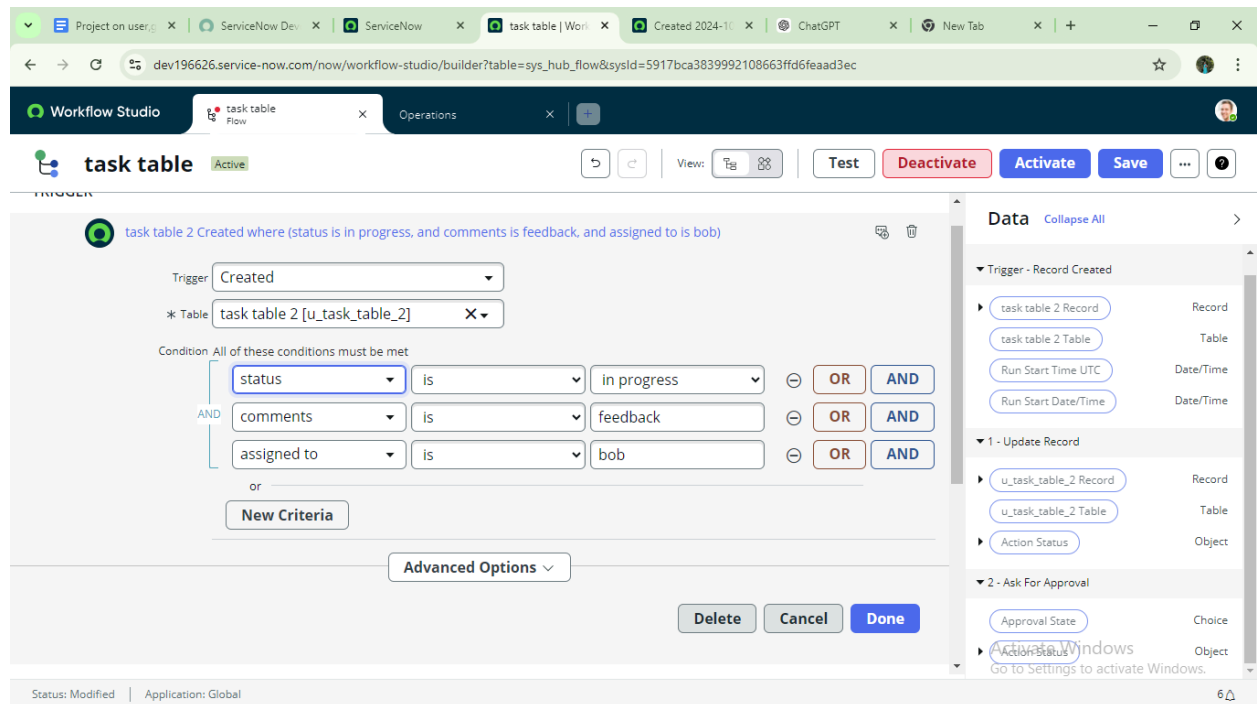 Project on user,g
ServiceNow Dev
ServiceNow
task table | Work
Created 2024-10
ChatGPT
New Tab
dev196626.service-now.com/now/workflow-studio/builder?table=sys_hub_flow&sysId=5917bca3839992108663ffd6feaad3ec
Workflow Studio
task table
Flow
Operations
task table Active
View:
Test
Deactivate
Activate
Save
TRIGGER
task table 2 Created where (status is in progress, and comments is feedback, and assigned to is bob)
Trigger Created
* Table task table 2 [u_task_table_2]
Condition All of these conditions must be met
status is in progress OR AND
AND comments is feedback OR AND
assigned to is bob OR AND
or
New Criteria
Advanced Options
Delete Cancel Done
Data Collapse All
Trigger - Record Created
task table 2 Record Record
task table 2 Table Table
Run Start Time UTC Date/Time
Run Start Date/Time Date/Time
1 - Update Record
u_task_table_2 Record Record
u_task_table_2 Table Table
Action Status Object
2 - Ask For Approval
Approval State Choice
Action Status Object
Activate Windows
Go to Settings to activate Windows.
Status: Modified Application: Global
6